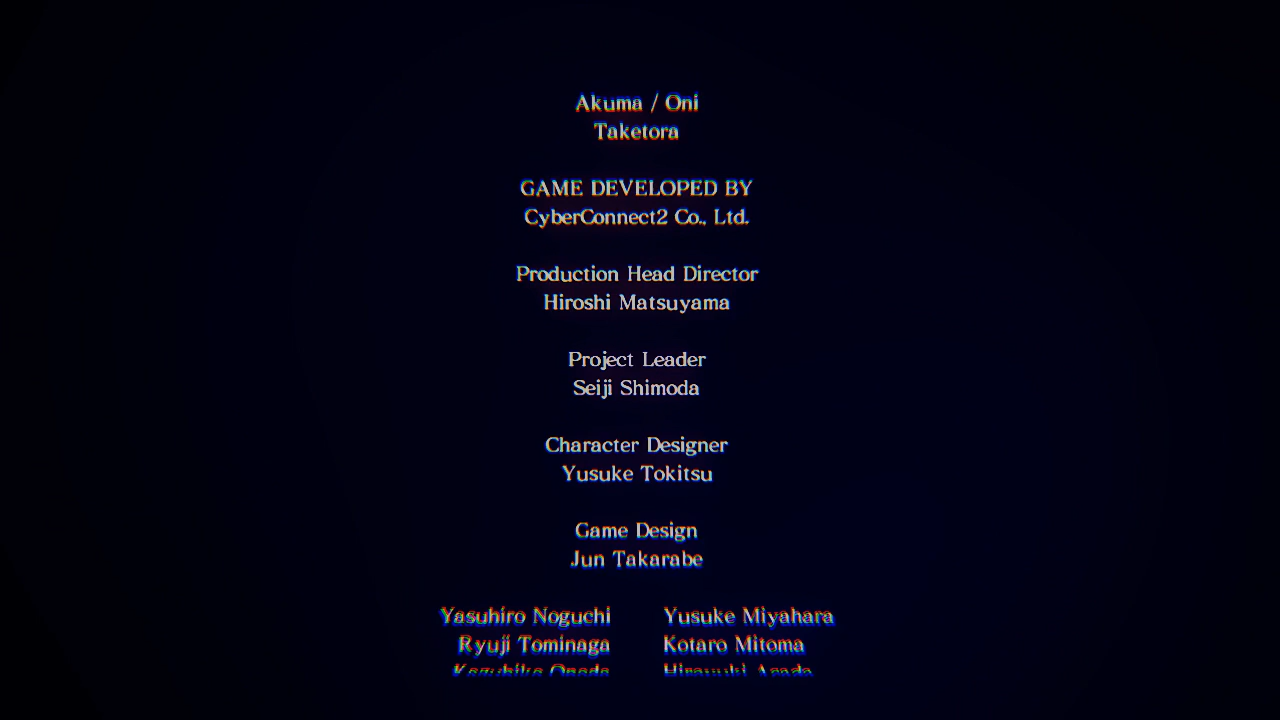 Akuma / Oni
Taketora
GAME DEVELOPED BY
CyberConnect2 Co., Ltd.
Production Head Director
Hiroshi Matsuyama
Project Leader
Seiji Shimoda
Character Designer
Yusuke Tokitsu
Game Design
Jun Takarabe
Yasuhiro Noguchi Yusuke Miyahara
Ryuji Tominaga Kotaro Mitoma